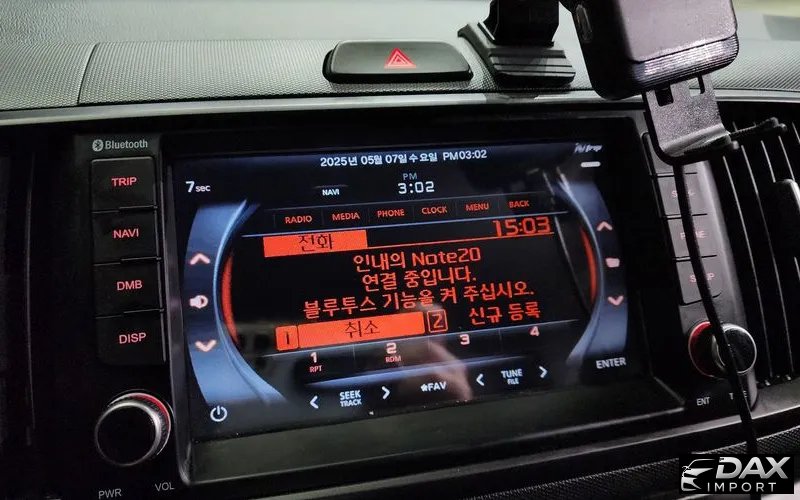 Bluetooth
2025년 05월 07일 수요일 PM03:02
TRIP
7sec
NAVI
PM
3:02
RADIO MEDIA PHONE CLOCK MENU BACK
전화 15:03
NAVI
인내의 Note20
연결 중입니다.
블루투스 기능을 켜 주십시오.
DMB
1 취소 2 신규 등록
DISP
1 2 3 4
RPT RDM
ENTER
SEEK TRACK
★FAV
TUNE FILE
ENT
PWR VOL
DAX
IMPORT